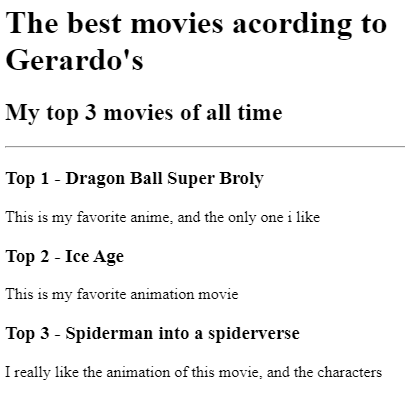 The best movies acording to
Gerardo's
My top 3 movies of all time
Top 1 - Dragon Ball Super Broly
This is my favorite anime, and the only one i like
Top 2 - Ice Age
This is my favorite animation movie
Top 3 - Spiderman into a spiderverse
I really like the animation of this movie, and the characters